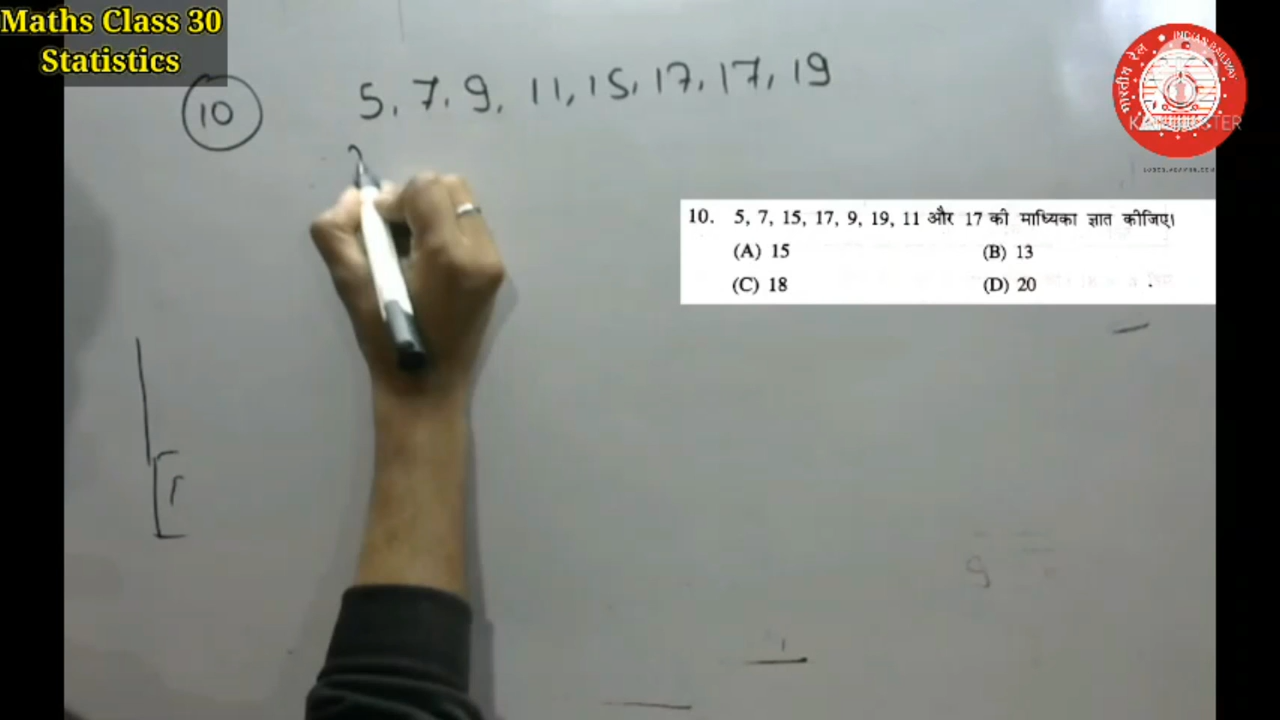 Maths Class 30
Statistics
10
5, 7, 9, 11, 15, 17, 17, 19
भारतीय रेल
INDIAN RAILWAY
10. 5, 7, 15, 17, 9, 19, 11 और 17 की माध्यिका ज्ञात कीजिए।
(A) 15 (B) 13
(C) 18 (D) 20
9